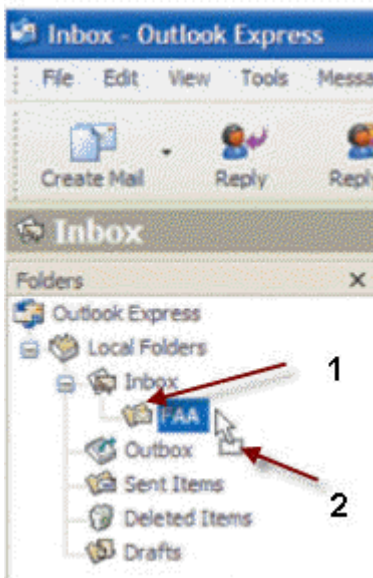 Inbox - Outlook Express
File Edit View Tools Messa
Create Mail Reply Reply
Inbox
Folders
Outlook Express
Local Folders
1
Inbox
FAA
Outbox
Sent Items
2
Deleted Items
Drafts